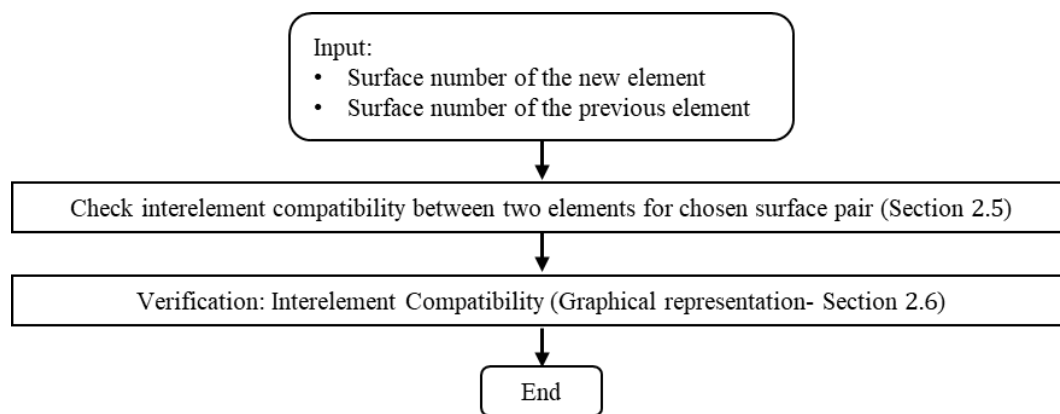 Input:
• Surface number of the new element
• Surface number of the previous element
Check interelement compatibility between two elements for chosen surface pair (Section 2.5)
Verification: Interelement Compatibility (Graphical representation- Section 2.6)
End